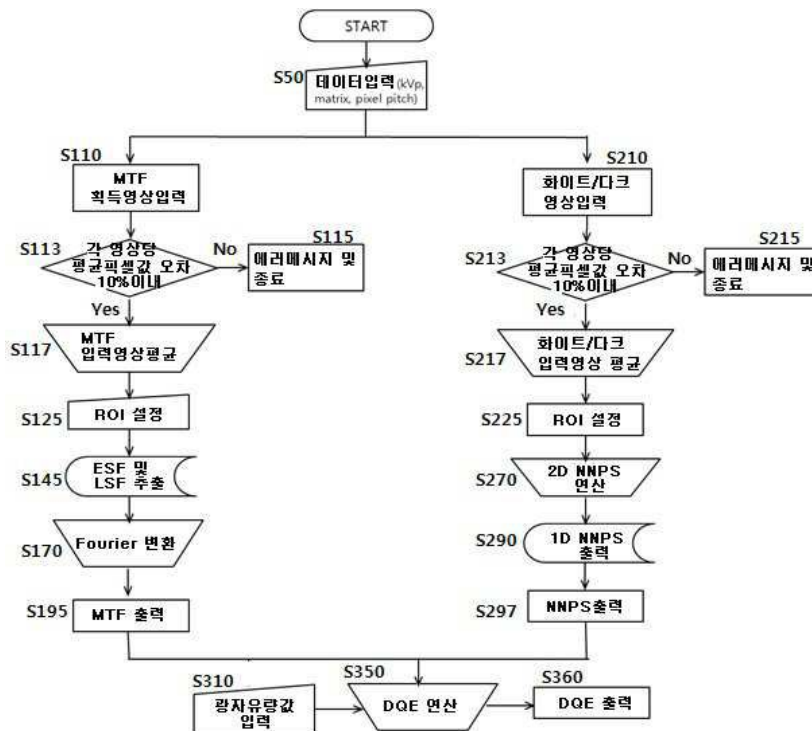 START
S50
데이터입력(kVp,
matrix, pixel pitch)
S110
MTF
획득영상입력
S113
각 영상당
평균픽셀값 오차
10%이내
No
S115
에러메시지 및
종료
Yes
S117
MTF
입력영상평균
S125
ROI 설정
S145
ESF 및
LSF 추출
S170
Fourier 변환
S195
MTF 출력
S210
화이트/다크
영상입력
S213
각 영상당
평균픽셀값 오차
10%이내
No
S215
에러메시지 및
종료
Yes
S217
화이트/다크
입력영상 평균
S225
ROI 설정
S270
2D NNPS
연산
S290
1D NNPS
출력
S297
NNPS출력
S310
광자유량값
입력
S350
DQE 연산
S360
DQE 출력